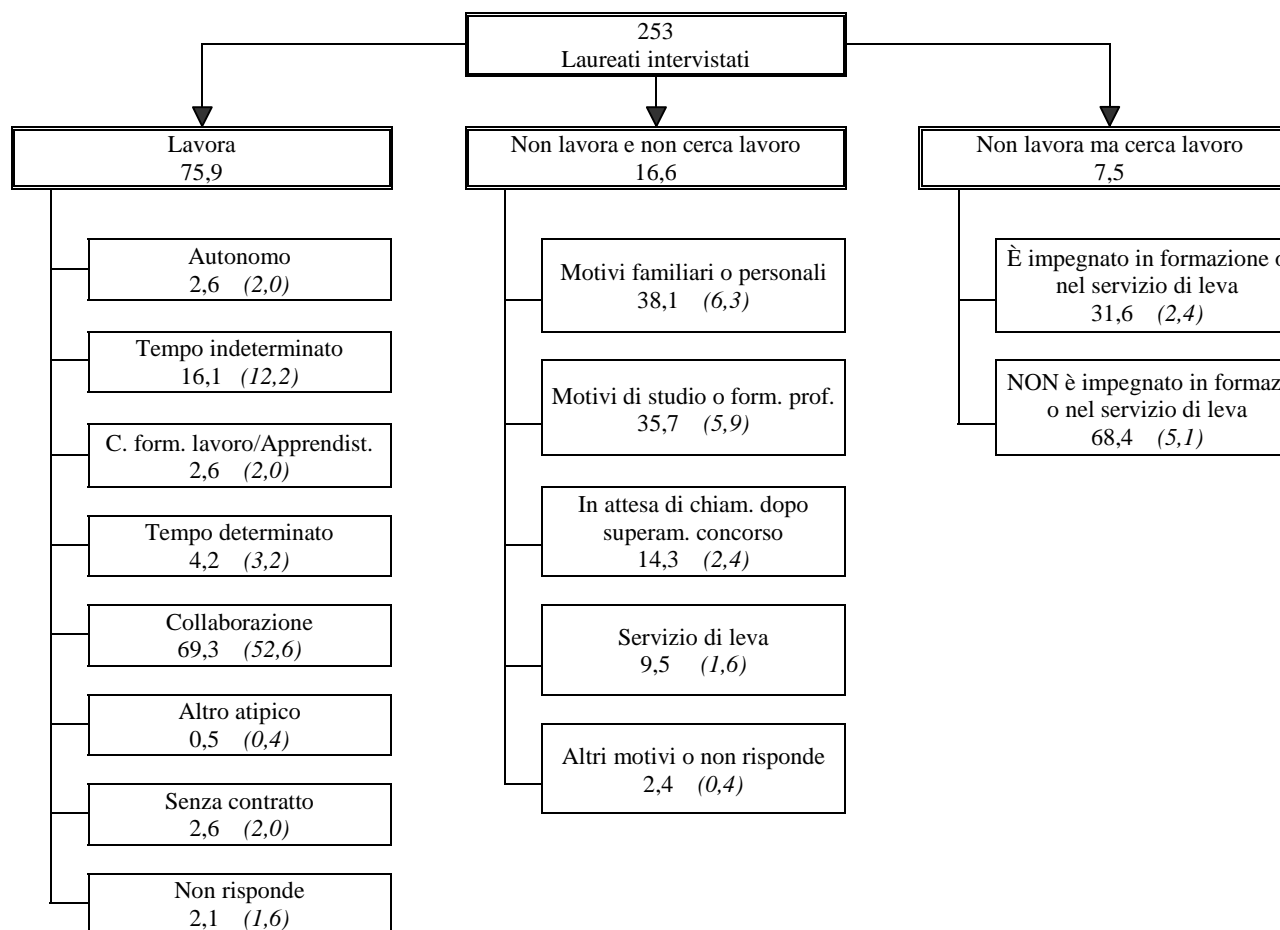 253
Laureati intervistati
Lavora
75,9
Autonomo
2,6 (2,0)
Tempo indeterminato
16,1 (12,2)
C. form. lavoro/Apprendist.
2,6 (2,0)
Tempo determinato
4,2 (3,2)
Collaborazione
69,3 (52,6)
Altro atipico
0,5 (0,4)
Senza contratto
2,6 (2,0)
Non risponde
2,1 (1,6)
Non lavora e non cerca lavoro
16,6
Motivi familiari o personali
38,1 (6,3)
Motivi di studio o form. prof.
35,7 (5,9)
In attesa di chiam. dopo
superam. concorso
14,3 (2,4)
Servizio di leva
9,5 (1,6)
Altri motivi o non risponde
2,4 (0,4)
Non lavora ma cerca lavoro
7,5
È impegnato in formazione o
nel servizio di leva
31,6 (2,4)
NON è impegnato in formaz
o nel servizio di leva
68,4 (5,1)